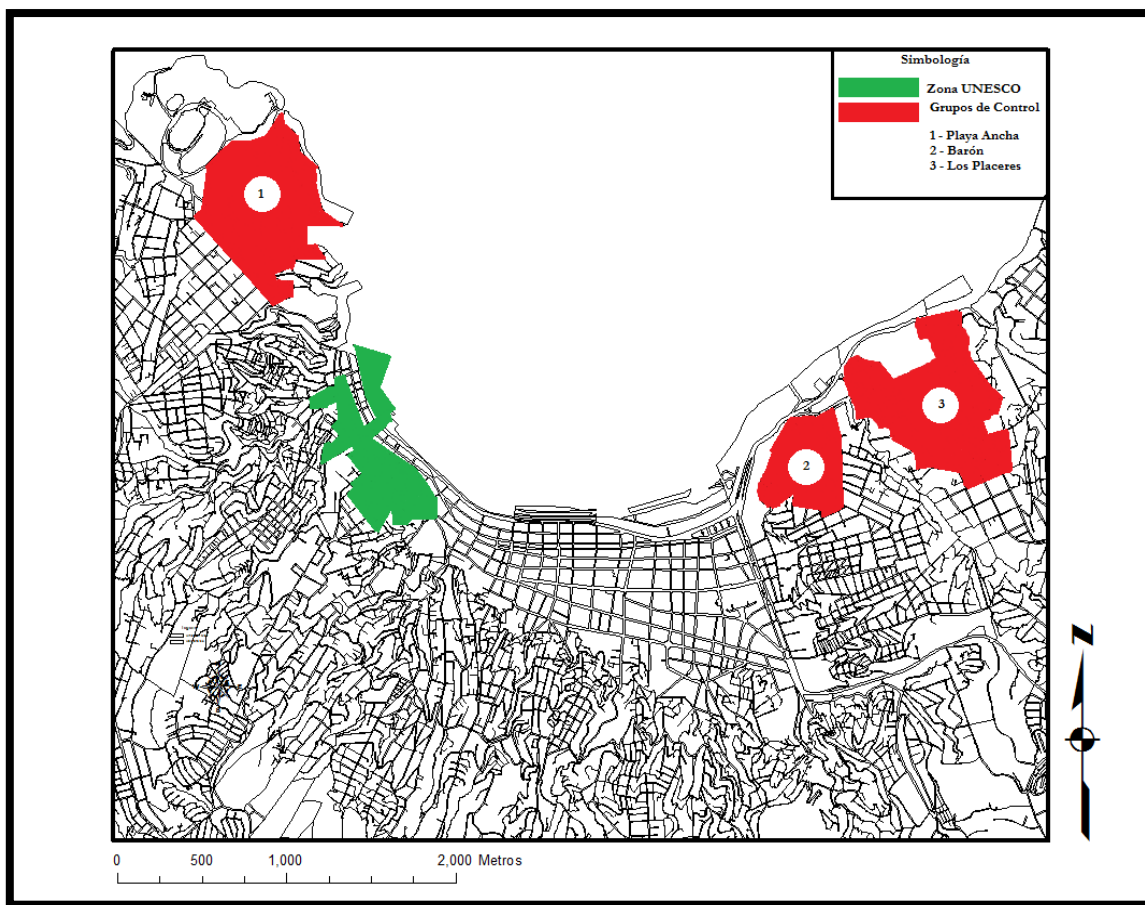 Simbología
Zona UNESCO
Grupos de Control
1 - Playa Ancha
2 - Barón
3 - Los Placeres
1
2
3
N
0 500 1,000 2,000 Metros